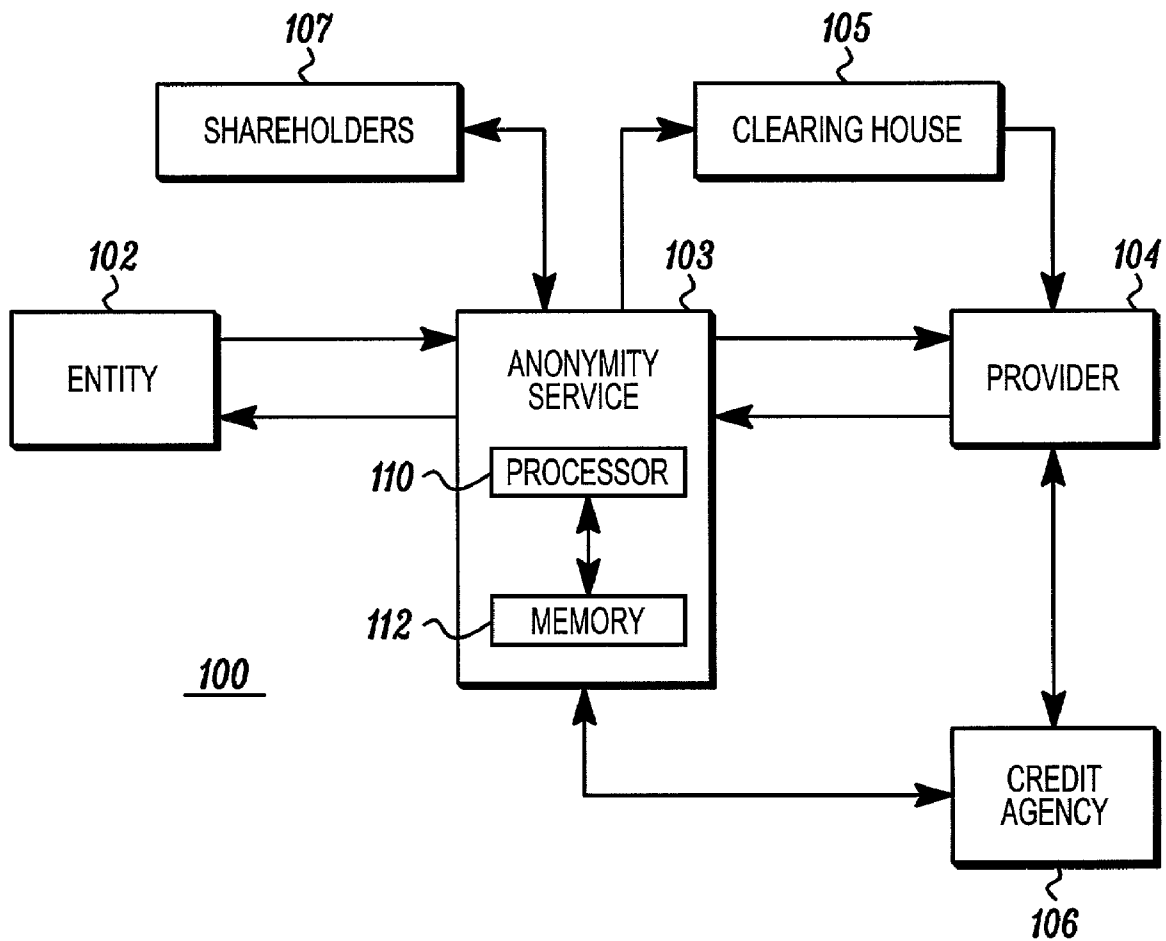 107
105
SHAREHOLDERS
CLEARING HOUSE
102
103
104
ENTITY
ANONYMITY
SERVICE
PROVIDER
110
PROCESSOR
112
MEMORY
100
CREDIT
AGENCY
106